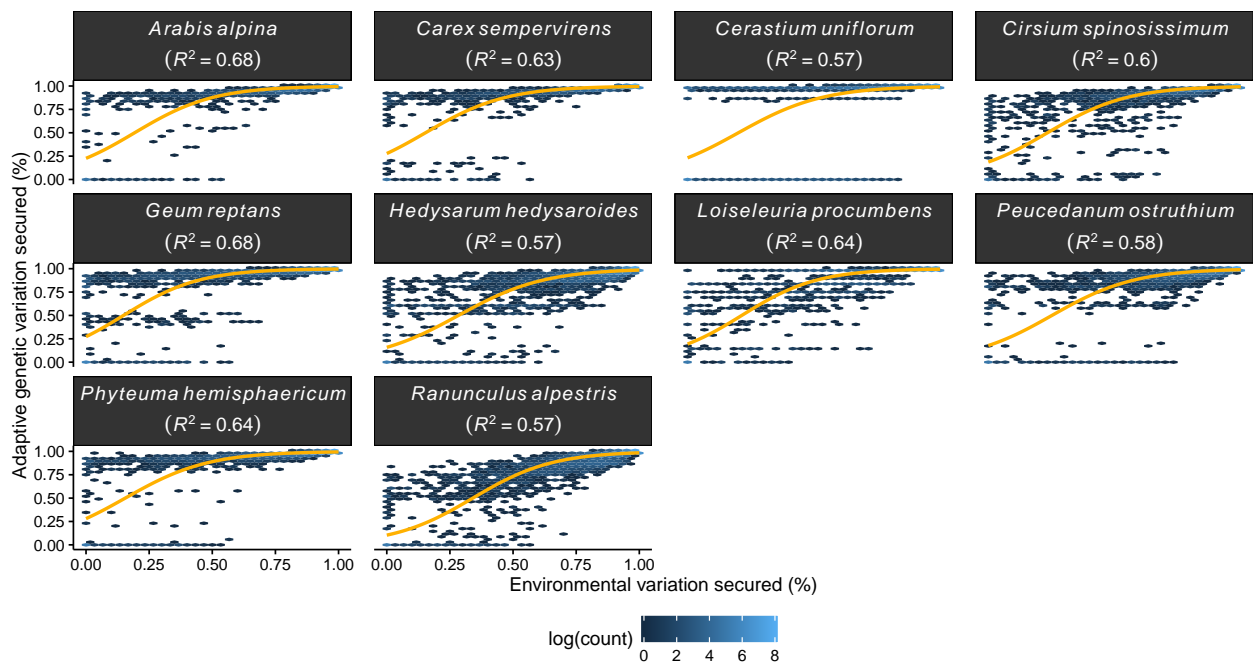 Arabis alpina
(R² = 0.68)
Carex sempervirens
(R² = 0.63)
Cerastium uniflorum
(R² = 0.57)
Cirsium spinosissimum
(R² = 0.6)
1.00
0.75
0.50
0.25
0.00
Geum reptans
(R² = 0.68)
Hedysarum hedysaroides
(R² = 0.57)
Loiseleuria procumbens
(R² = 0.64)
Peucedanum ostruthium
(R² = 0.58)
1.00
0.75
0.50
0.25
0.00
Phyteuma hemisphaericum
(R² = 0.64)
Ranunculus alpestris
(R² = 0.57)
1.00
0.75
0.50
0.25
0.00
0.00 0.25 0.50 0.75 1.00
0.00 0.25 0.50 0.75 1.00
Adaptive genetic variation secured (%)
Environmental variation secured (%)
log(count)
0 2 4 6 8